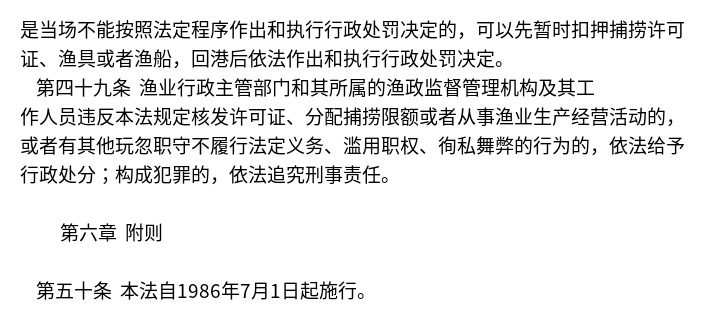 是当场不能按照法定程序作出和执行行政处罚决定的，可以先暂时扣押捕捞许可
证、渔具或者渔船，回港后依法作出和执行行政处罚决定。
第四十九条 渔业行政主管部门和其所属的渔政监督管理机构及其工
作人员违反本法规定核发许可证、分配捕捞限额或者从事渔业生产经营活动的，
或者有其他玩忽职守不履行法定义务、滥用职权、徇私舞弊的行为的，依法给予
行政处分；构成犯罪的，依法追究刑事责任。
第六章 附则
第五十条 本法自1986年7月1日起施行。